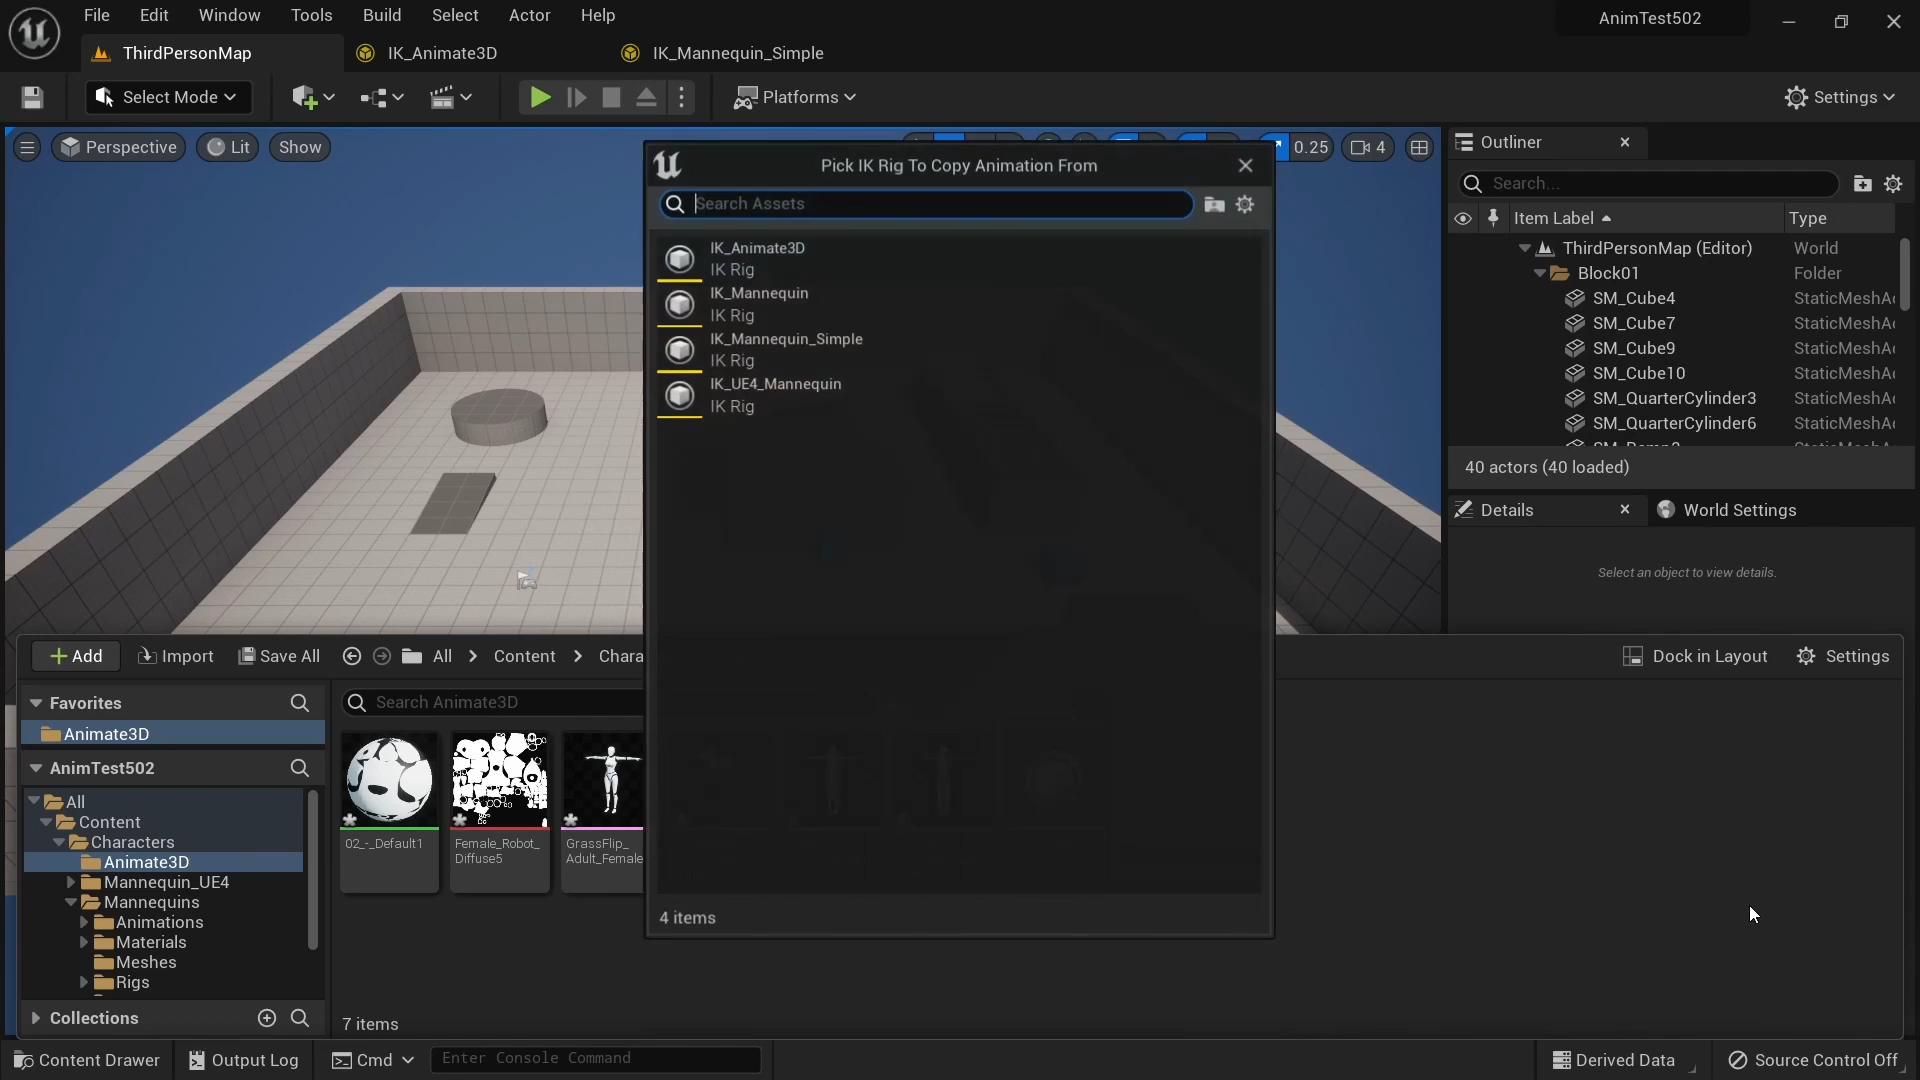 File Edit Window Tools Build Select Actor Help
AnimTest502
ThirdPersonMap
IK_Animate3D
IK_Mannequin_Simple
Select Mode
Platforms
Settings
Perspective
Lit
Show
0.25
4
Pick IK Rig To Copy Animation From
Search Assets
IK_Animate3D
IK Rig
IK_Mannequin
IK Rig
IK_Mannequin_Simple
IK Rig
IK_UE4_Mannequin
IK Rig
4 items
Outliner
Search...
Item Label Type
ThirdPersonMap (Editor) World
Block01 Folder
SM_Cube4 StaticMeshAc
SM_Cube7 StaticMeshAc
SM_Cube9 StaticMeshAc
SM_Cube10 StaticMeshAc
SM_QuarterCylinder3 StaticMeshAc
SM_QuarterCylinder6 StaticMeshAc
40 actors (40 loaded)
Details
World Settings
Select an object to view details.
Add
Import
Save All
All
Content
Chara
Dock in Layout
Settings
Favorites
Animate3D
AnimTest502
All
Content
Characters
Animate3D
Mannequin_UE4
Mannequins
Animations
Materials
Meshes
Rigs
Collections
Search Animate3D
02_-_Default1
Female_Robot_
Diffuse5
GrassFlip_
Adult_Female
7 items
Content Drawer
Output Log
Cmd
Enter Console Command
Derived Data
Source Control Off